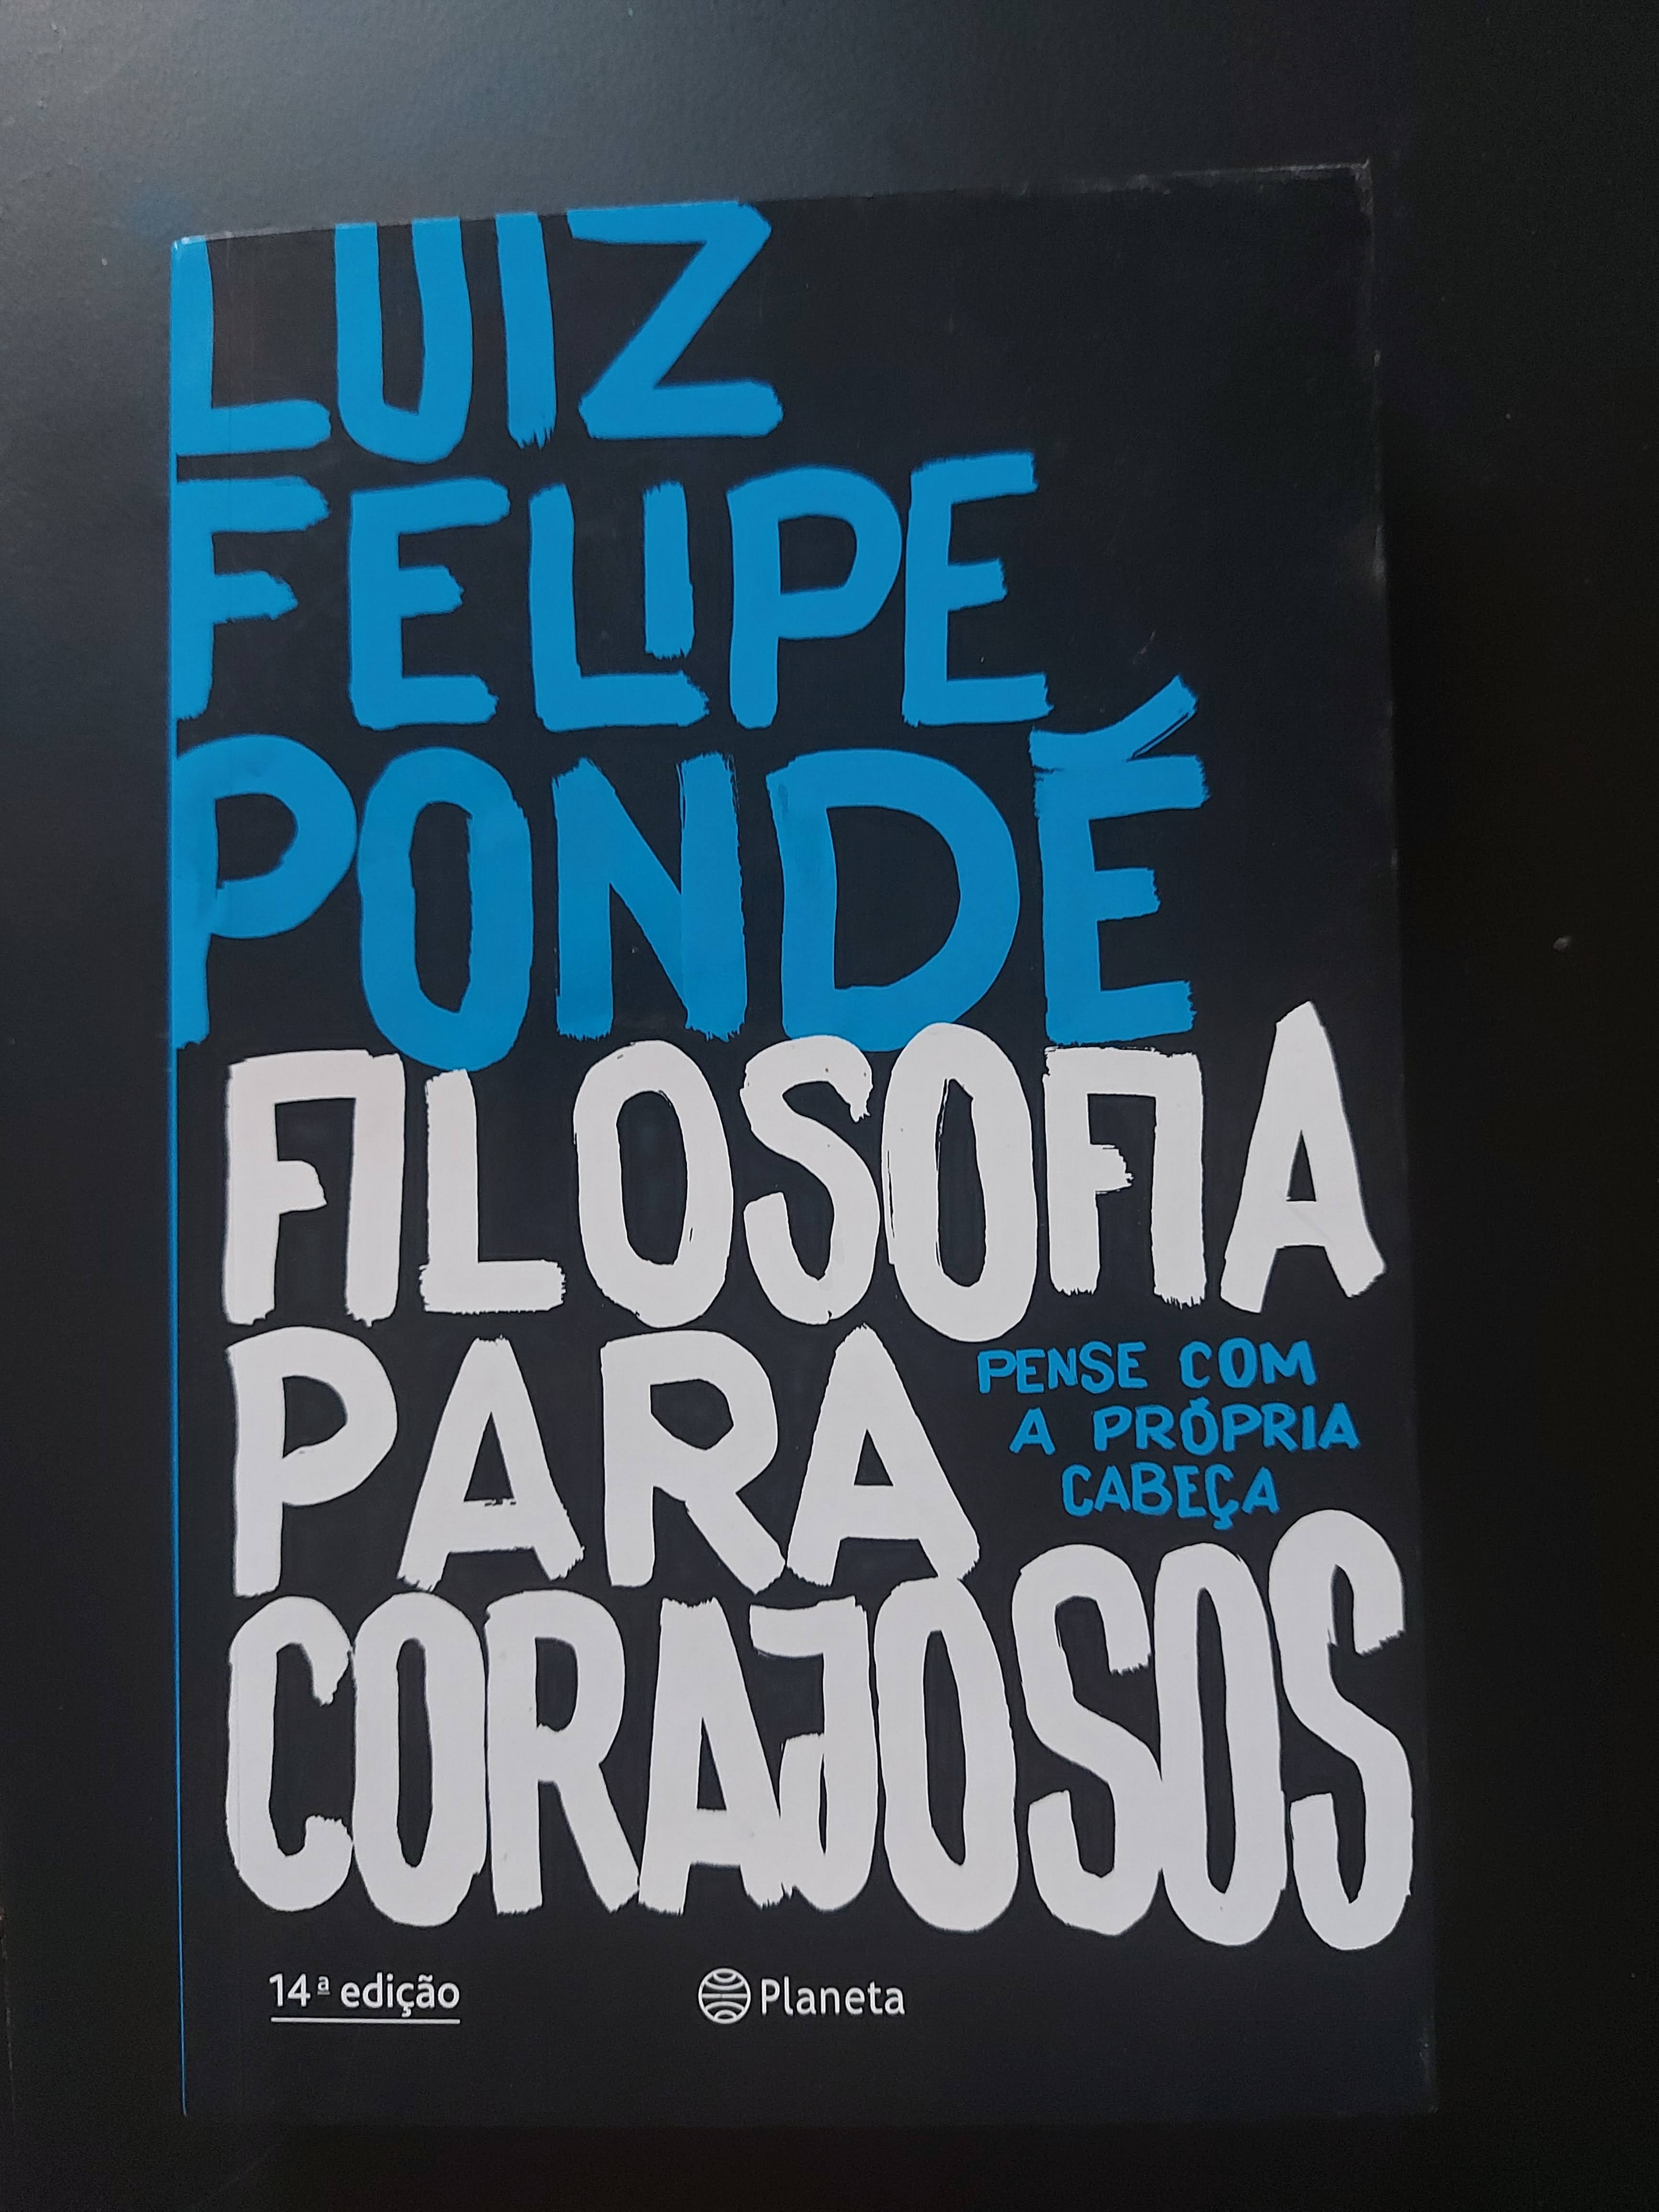 LUIZ
FELIPE
PONDÉ
FILOSOFIA
PARA
PENSE COM
A PRÓPRIA
CABEÇA
CORAJOSOS
14ª edição
Planeta